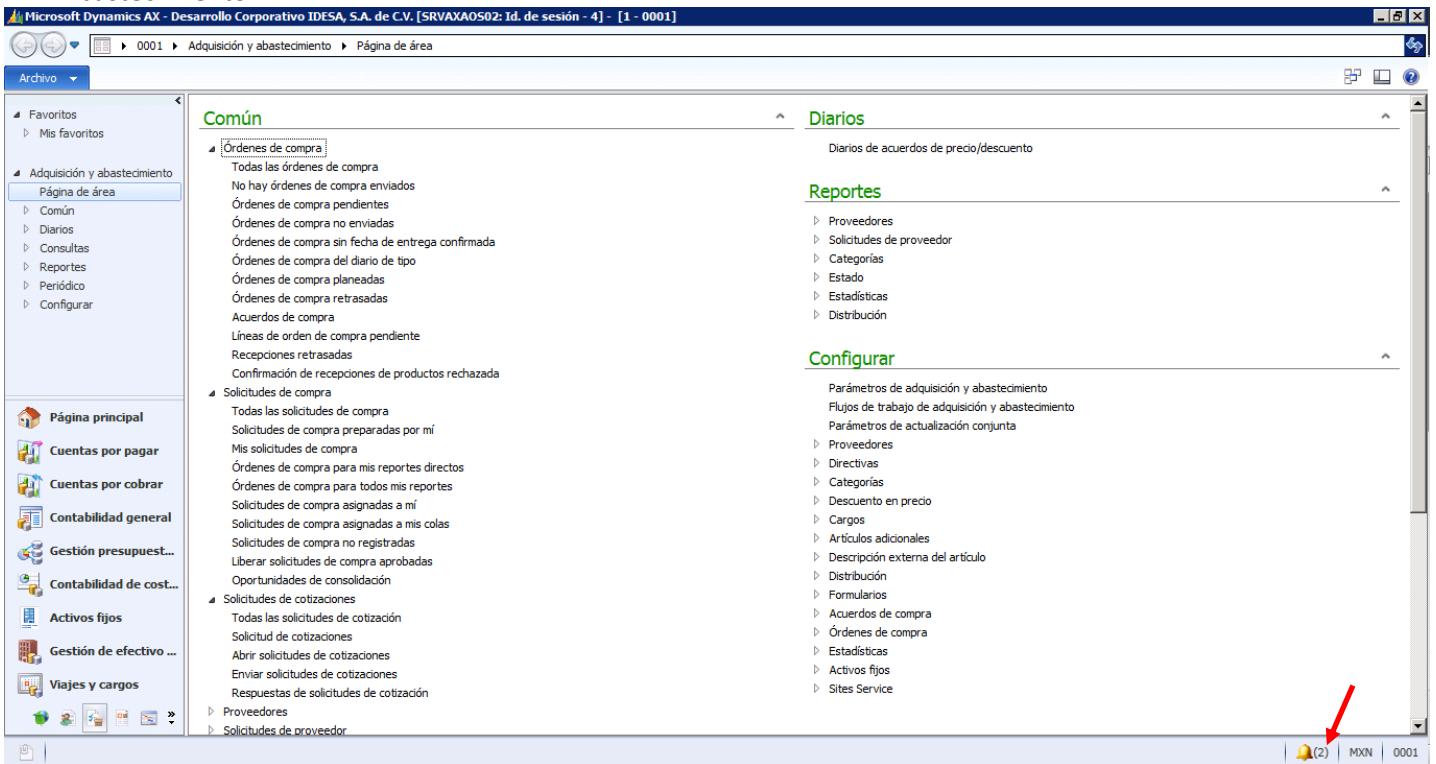 Microsoft Dynamics AX - Desarrollo Corporativo IDESA, S.A. de C.V. [SRVAXAOS02: Id. de sesión - 4] - [1 - 0001]
0001 Adquisición y abastecimiento Página de área
Archivo
Favoritos
Mis favoritos
Adquisición y abastecimiento
Página de área
Común
Diarios
Consultas
Reportes
Periódico
Configurar
Página principal
Cuentas por pagar
Cuentas por cobrar
Contabilidad general
Gestión presupuest...
Contabilidad de cost...
Activos fijos
Gestión de efectivo ...
Viajes y cargos
Común
Órdenes de compra
Todas las órdenes de compra
No hay órdenes de compra enviados
Órdenes de compra pendientes
Órdenes de compra no enviadas
Órdenes de compra sin fecha de entrega confirmada
Órdenes de compra del diario de tipo
Órdenes de compra planeadas
Órdenes de compra retrasadas
Acuerdos de compra
Líneas de orden de compra pendiente
Recepciones retrasadas
Confirmación de recepciones de productos rechazada
Solicitudes de compra
Todas las solicitudes de compra
Solicitudes de compra preparadas por mí
Mis solicitudes de compra
Órdenes de compra para mis reportes directos
Órdenes de compra para todos mis reportes
Solicitudes de compra asignadas a mí
Solicitudes de compra asignadas a mis colas
Solicitudes de compra no registradas
Liberar solicitudes de compra aprobadas
Oportunidades de consolidación
Solicitudes de cotizaciones
Todas las solicitudes de cotización
Solicitud de cotizaciones
Abrir solicitudes de cotizaciones
Enviar solicitudes de cotizaciones
Respuestas de solicitudes de cotización
Proveedores
Solicitudes de proveedor
Diarios
Diarios de acuerdos de precio/descuento
Reportes
Proveedores
Solicitudes de proveedor
Categorías
Estado
Estadísticas
Distribución
Configurar
Parámetros de adquisición y abastecimiento
Flujos de trabajo de adquisición y abastecimiento
Parámetros de actualización conjunta
Proveedores
Directivas
Categorías
Descuento en precio
Cargos
Artículos adicionales
Descripción externa del artículo
Distribución
Formularios
Acuerdos de compra
Órdenes de compra
Estadísticas
Activos fijos
Sites Service
(2) MXN 0001